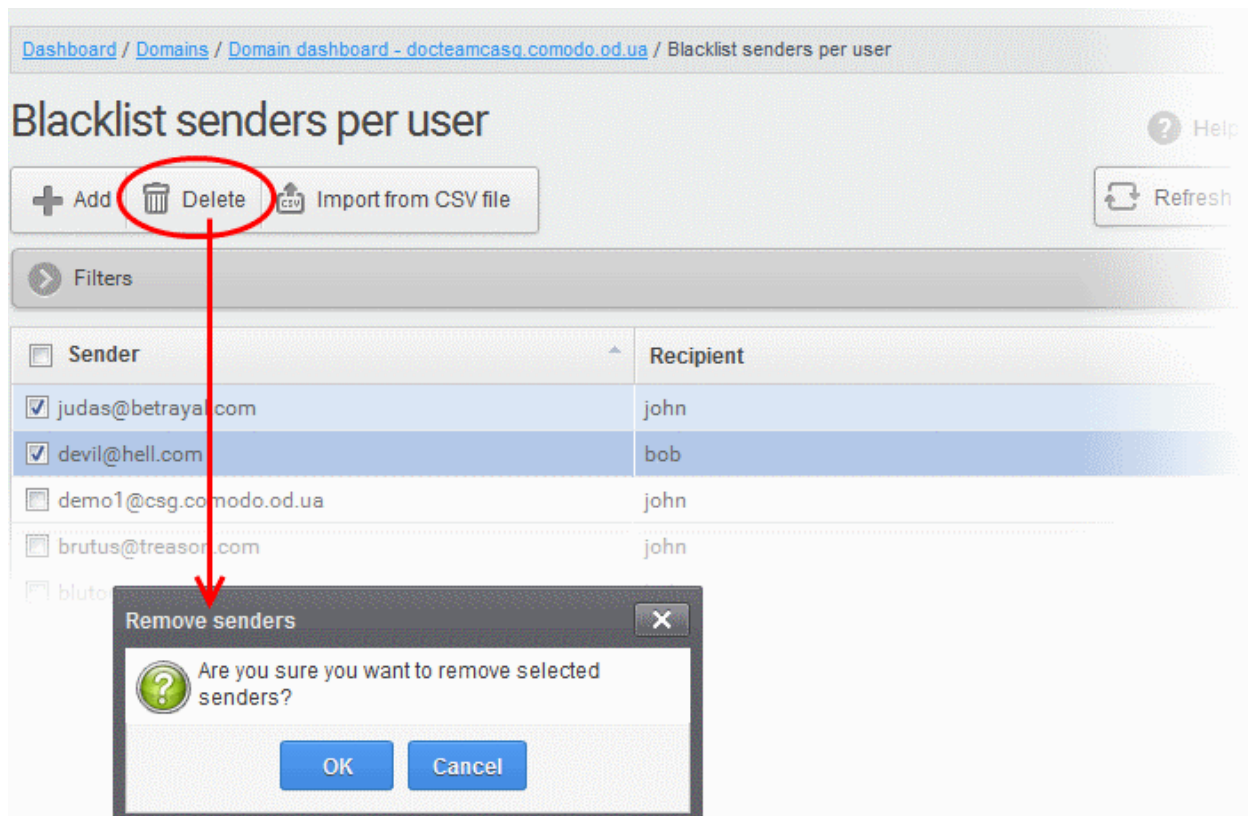 Dashboard / Domains / Domain dashboard - docteamcasg.comodo.od.ua / Blacklist senders per user
Blacklist senders per user
Help
Add Delete CSV Import from CSV file Refresh
Filters
Sender Recipient
judas@betrayal.com john
devil@hell.com bob
demo1@csg.comodo.od.ua john
brutus@treason.com john
Remove senders
Are you sure you want to remove selected
senders?
OK Cancel